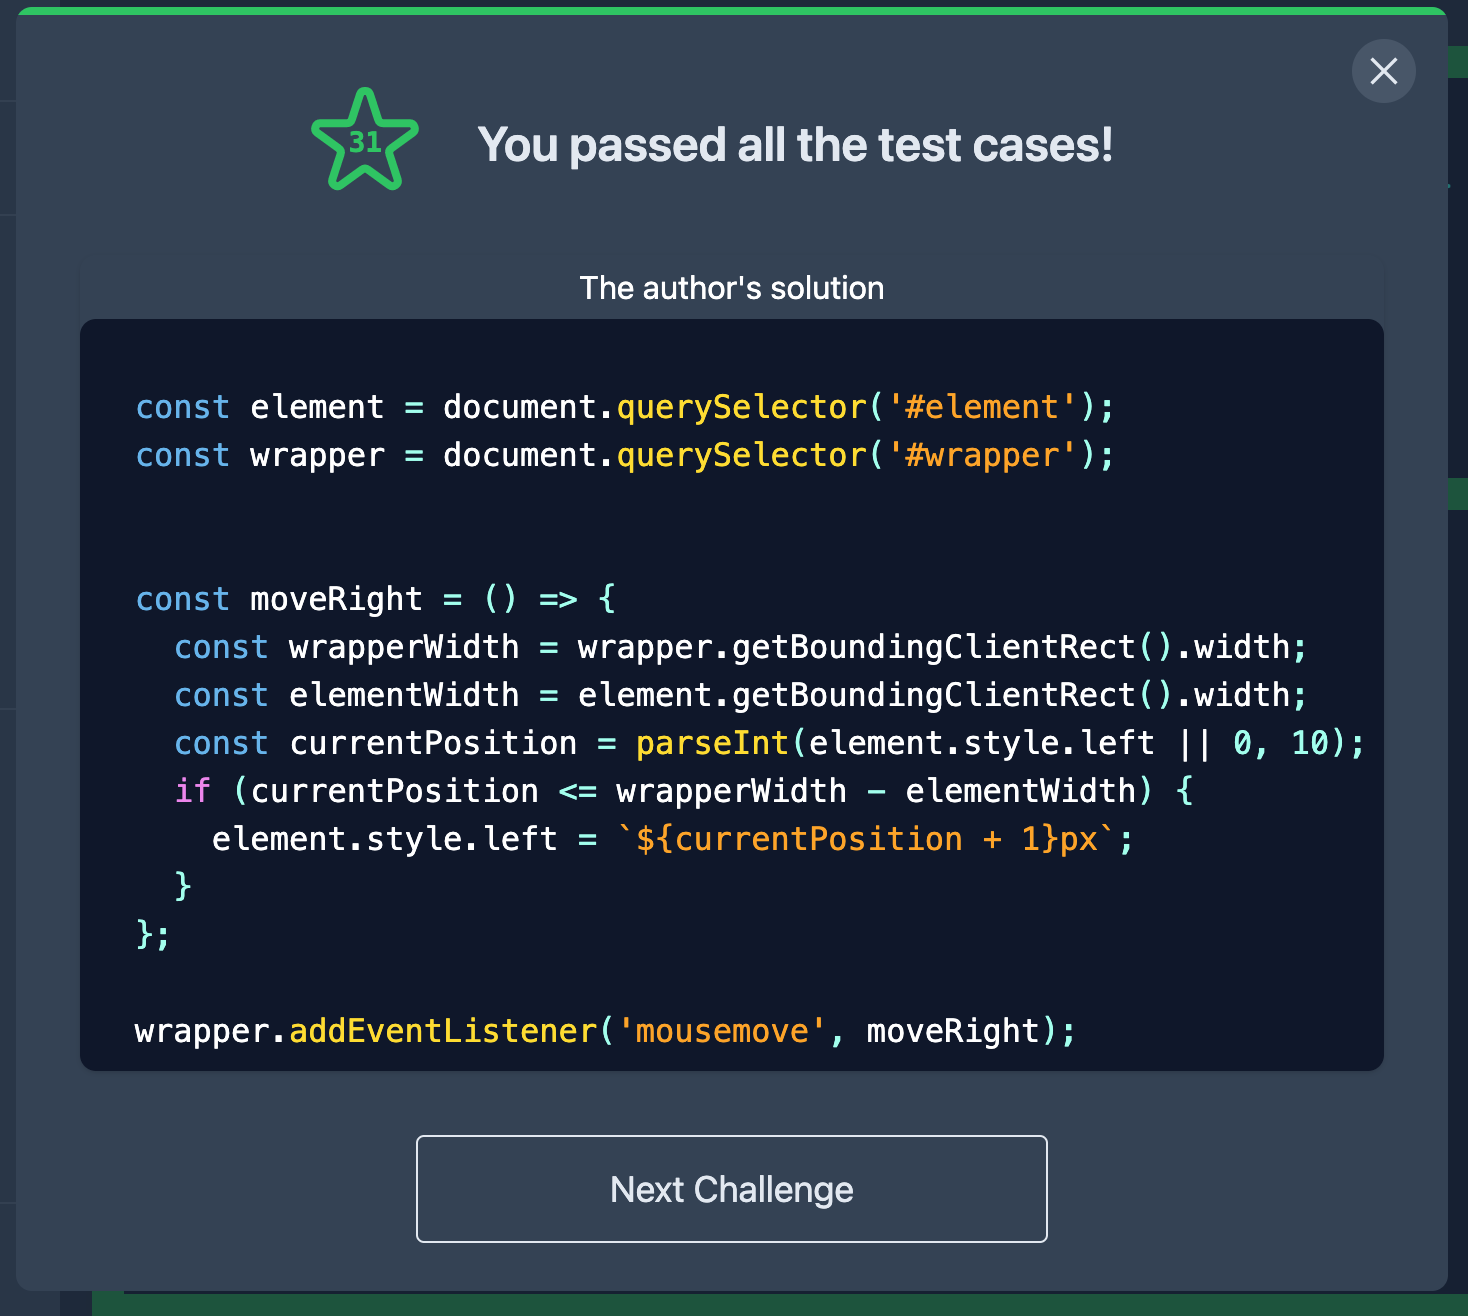 31
You passed all the test cases!
The author's solution
const element = document.querySelector('#element');
const wrapper = document.querySelector('#wrapper');
const moveRight = () => {
  const wrapperWidth = wrapper.getBoundingClientRect().width;
  const elementWidth = element.getBoundingClientRect().width;
  const currentPosition = parseInt(element.style.left || 0, 10);
  if (currentPosition <= wrapperWidth - elementWidth) {
    element.style.left = `${currentPosition + 1}px`;
  }
};
wrapper.addEventListener('mousemove', moveRight);
Next Challenge